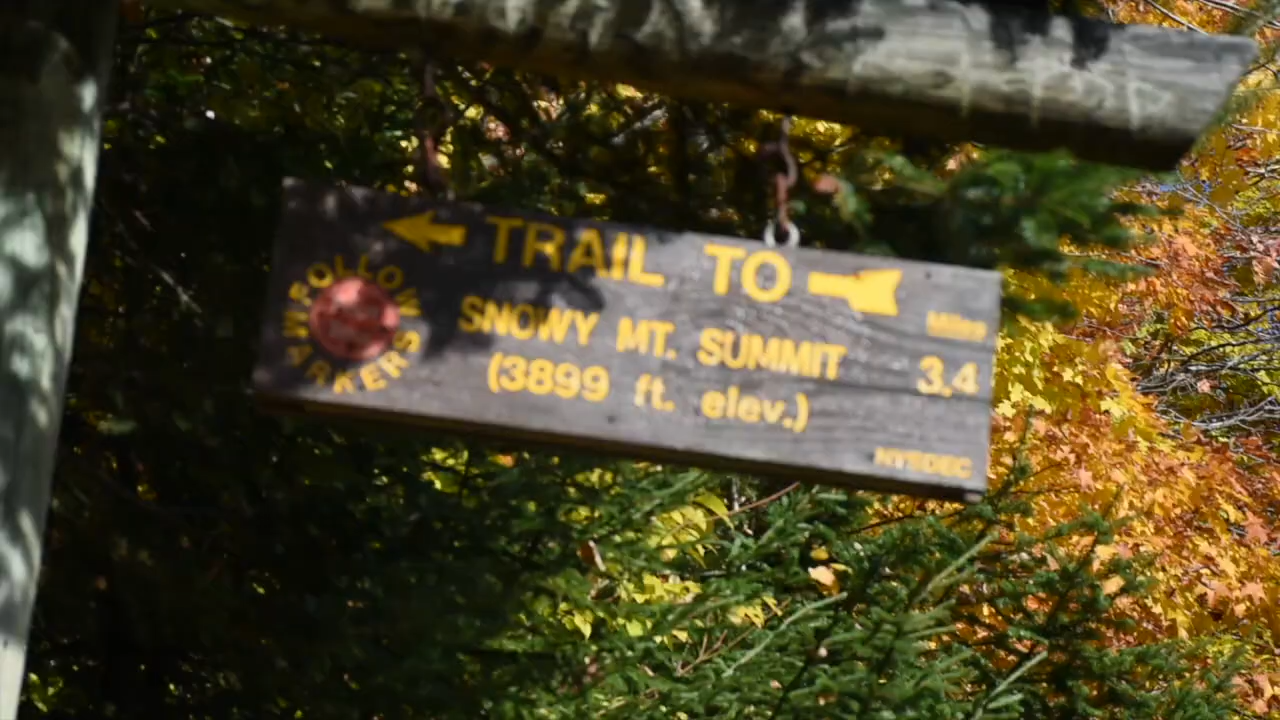 TRAIL TO
FOLLOW MARKERS
SNOWY MT. SUMMIT
(3899 ft. elev.)
Miles
3.4
NYSDEC